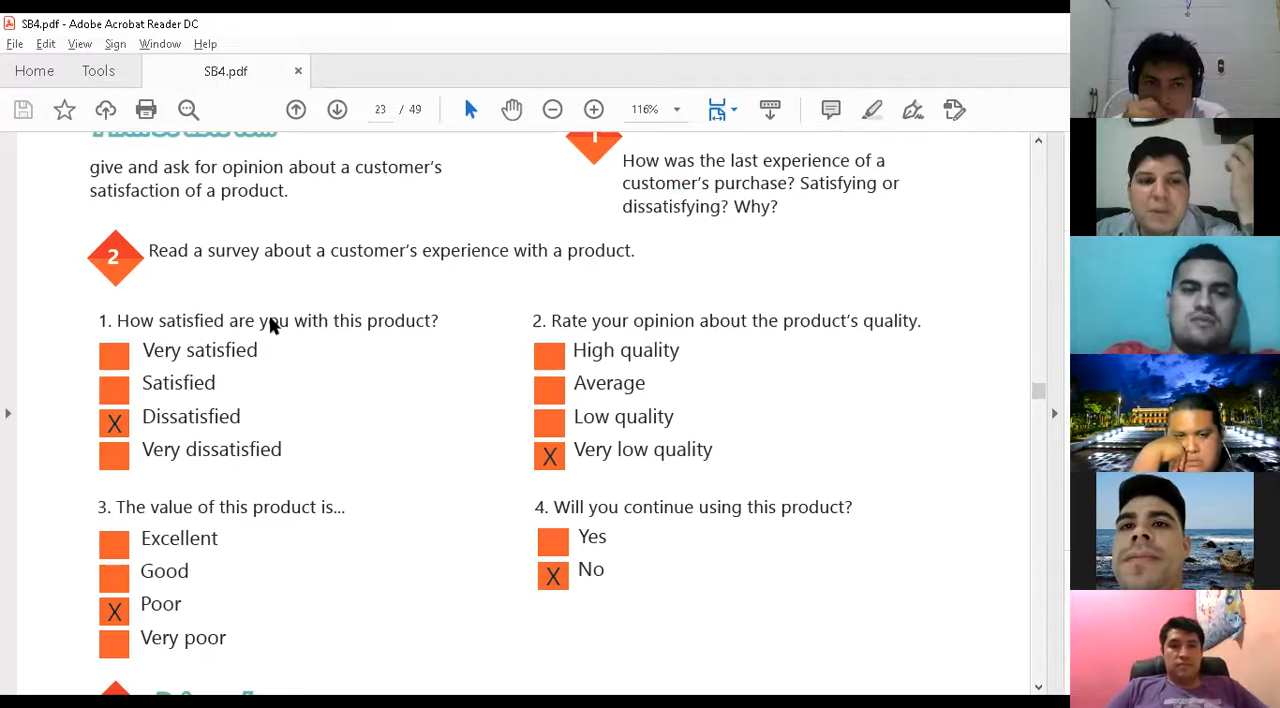 SB4.pdf - Adobe Acrobat Reader DC
File Edit View Sign Window Help
Home Tools SB4.pdf ×
23 / 49 116%
give and ask for opinion about a customer's
satisfaction of a product.
1
How was the last experience of a
customer's purchase? Satisfying or
dissatisfying? Why?
2 Read a survey about a customer's experience with a product.
1. How satisfied are you with this product?
Very satisfied
Satisfied
X Dissatisfied
Very dissatisfied
2. Rate your opinion about the product's quality.
High quality
Average
Low quality
X Very low quality
3. The value of this product is...
Excellent
Good
X Poor
Very poor
4. Will you continue using this product?
Yes
X No